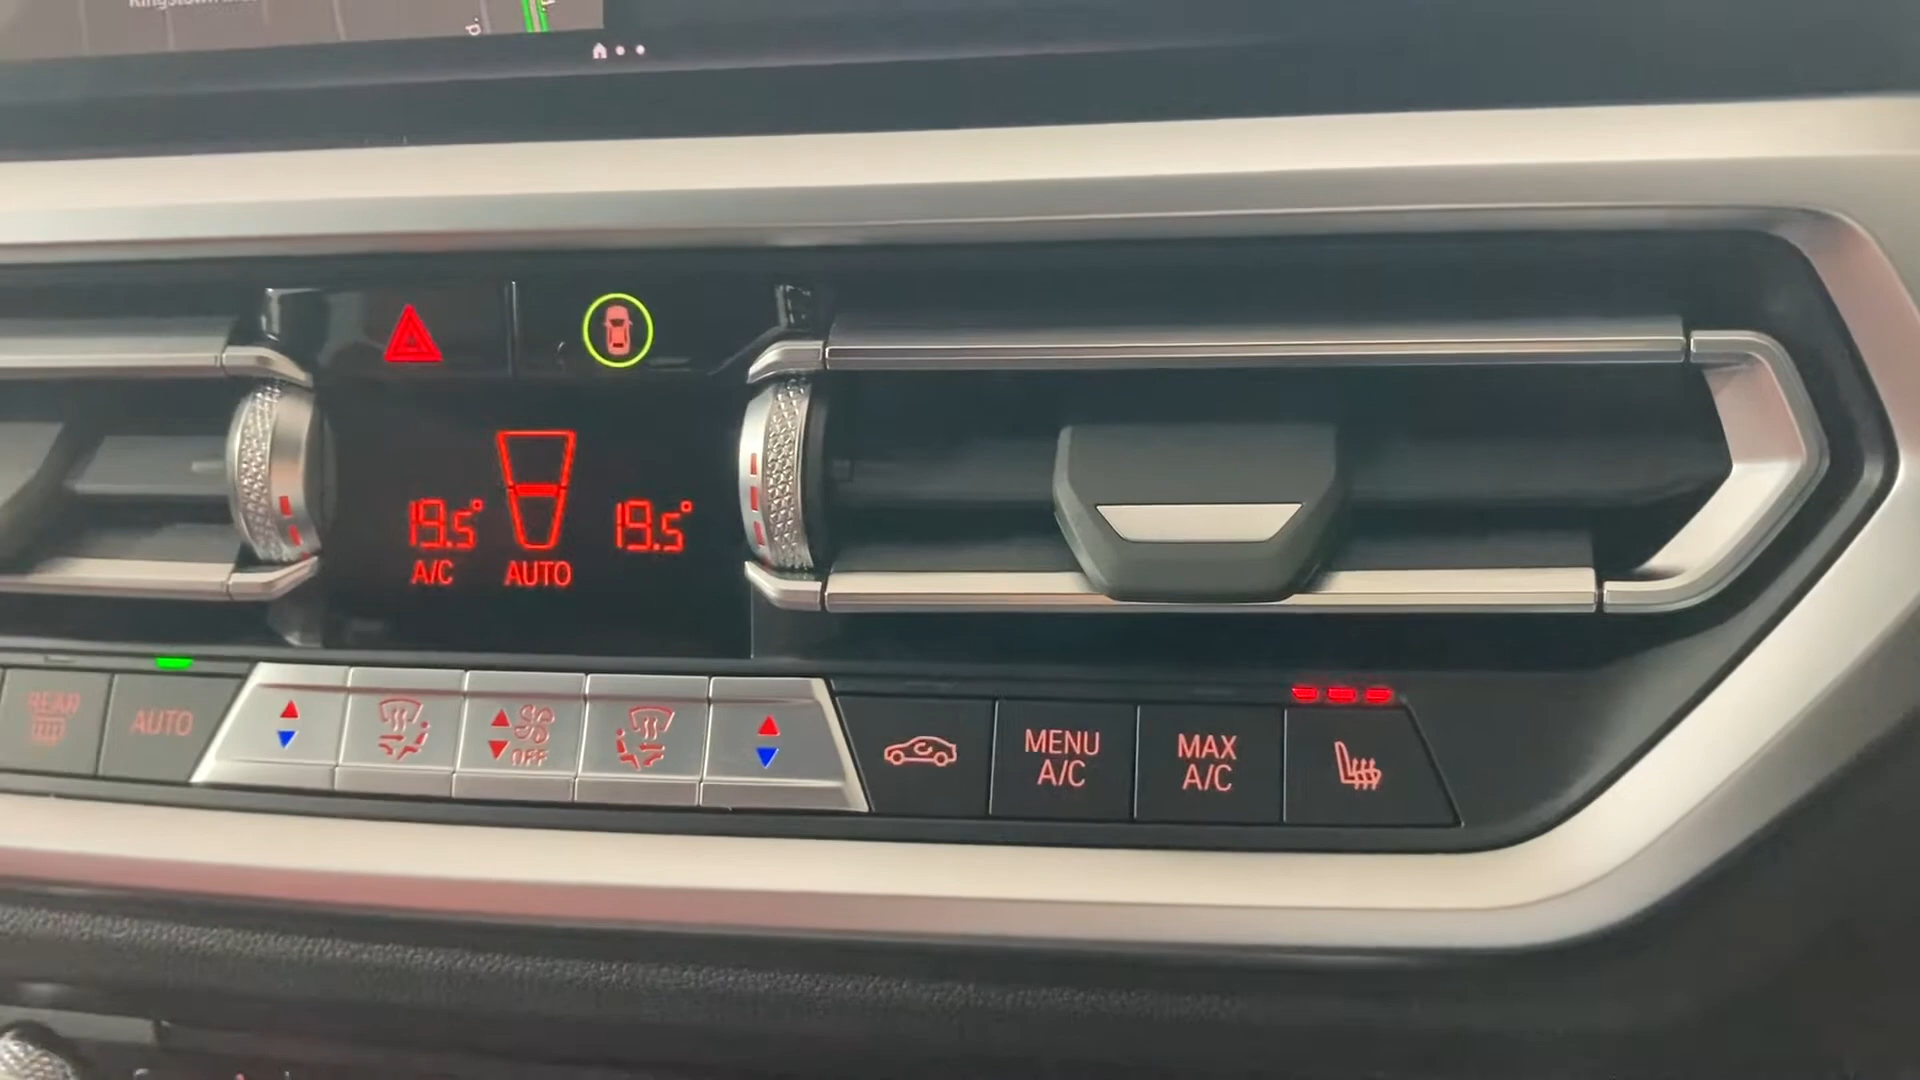 19.5°
19.5°
A/C
AUTO
REAR
AUTO
OFF
MENU
A/C
MAX
A/C